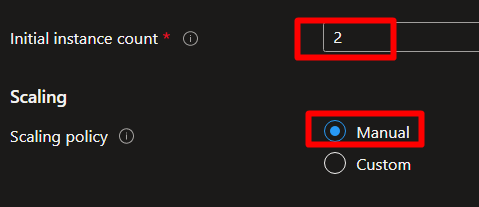 Initial instance count * 2
Scaling
Scaling policy Manual
Custom